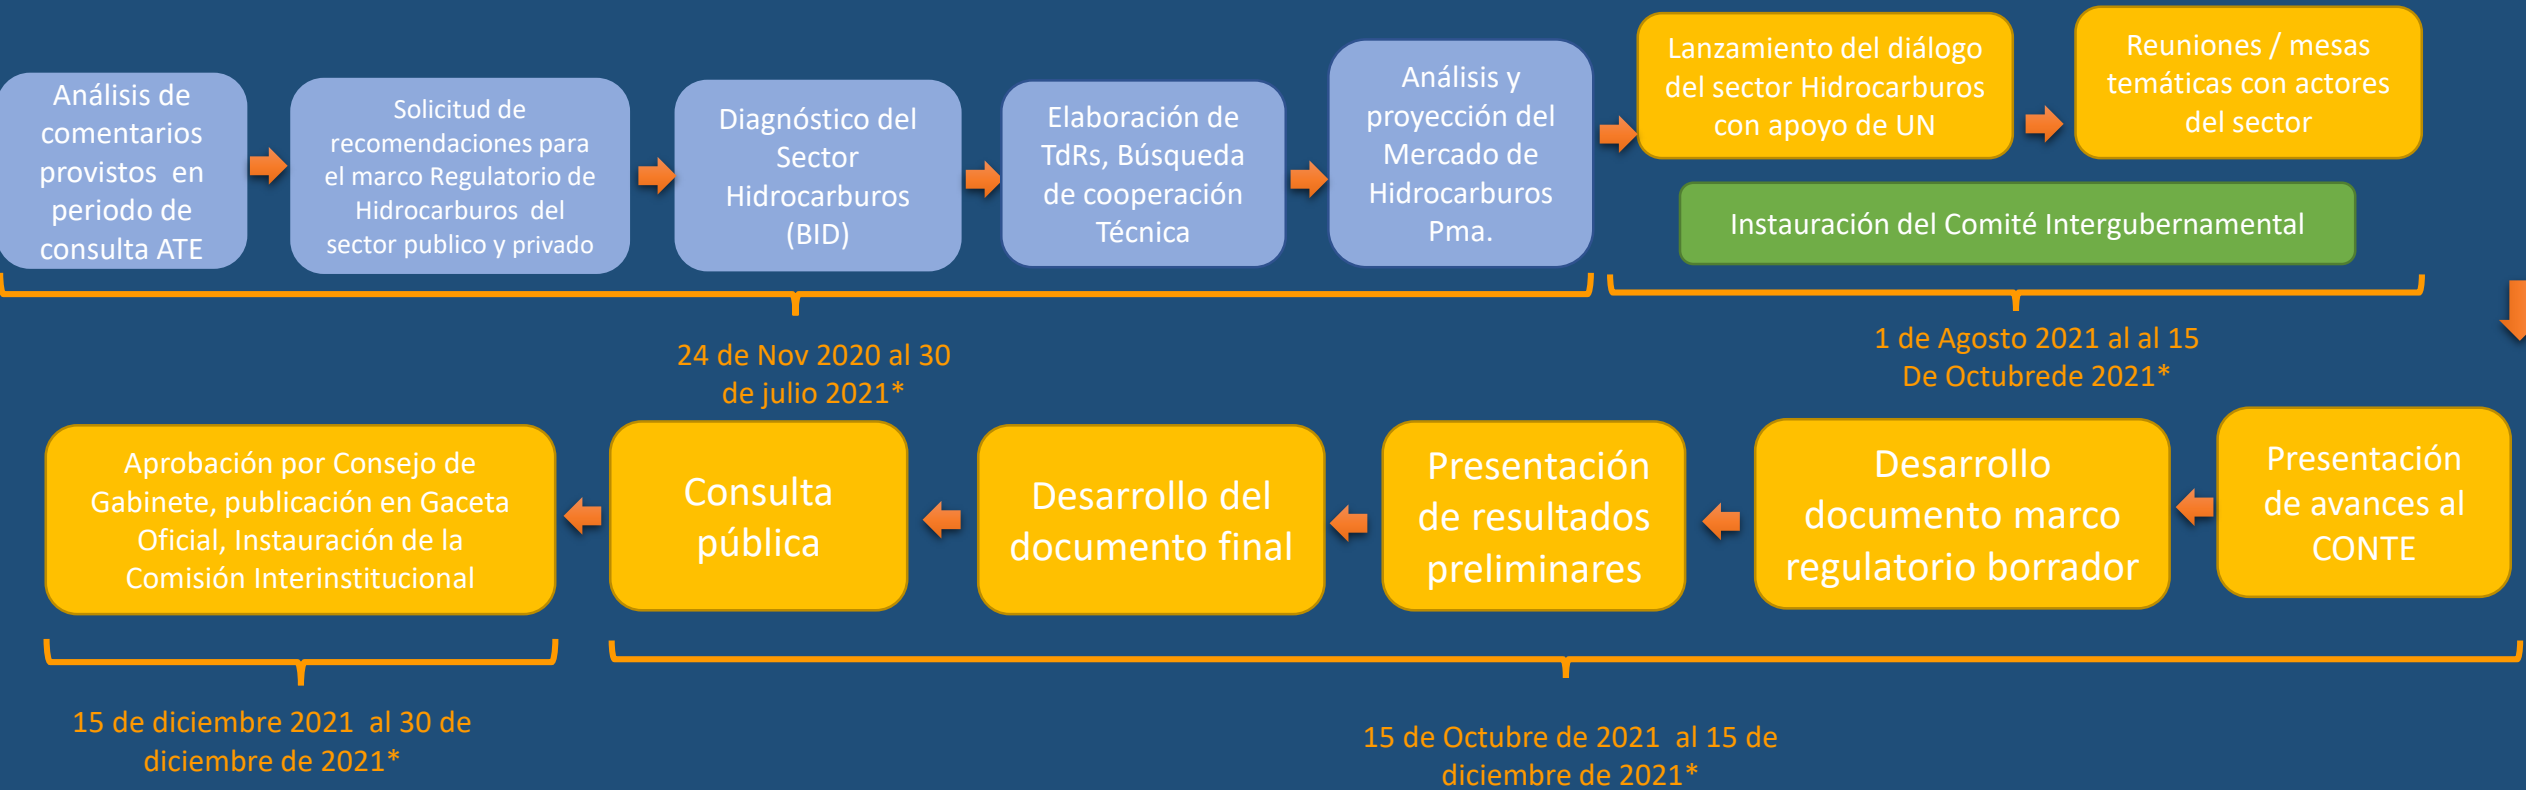 Análisis de
comentarios
provistos en
periodo de
consulta ATE
Solicitud de
recomendaciones para
el marco Regulatorio de
Hidrocarburos del
sector publico y privado
Diagnóstico del
Sector
Hidrocarburos
(BID)
Elaboración de
TdRs, Búsqueda
de cooperación
Técnica
Análisis y
proyección del
Mercado de
Hidrocarburos
Pma.
Lanzamiento del diálogo
del sector Hidrocarburos
con apoyo de UN
Reuniones / mesas
temáticas con actores
del sector
Instauración del Comité Intergubernamental
24 de Nov 2020 al 30
de julio 2021*
1 de Agosto 2021 al al 15
De Octubrede 2021*
Presentación
de avances al
CONTE
Desarrollo
documento marco
regulatorio borrador
Presentación
de resultados
preliminares
Desarrollo del
documento final
Consulta
pública
Aprobación por Consejo de
Gabinete, publicación en Gaceta
Oficial, Instauración de la
Comisión Interinstitucional
15 de Octubre de 2021 al 15 de
diciembre de 2021*
15 de diciembre 2021 al 30 de
diciembre de 2021*